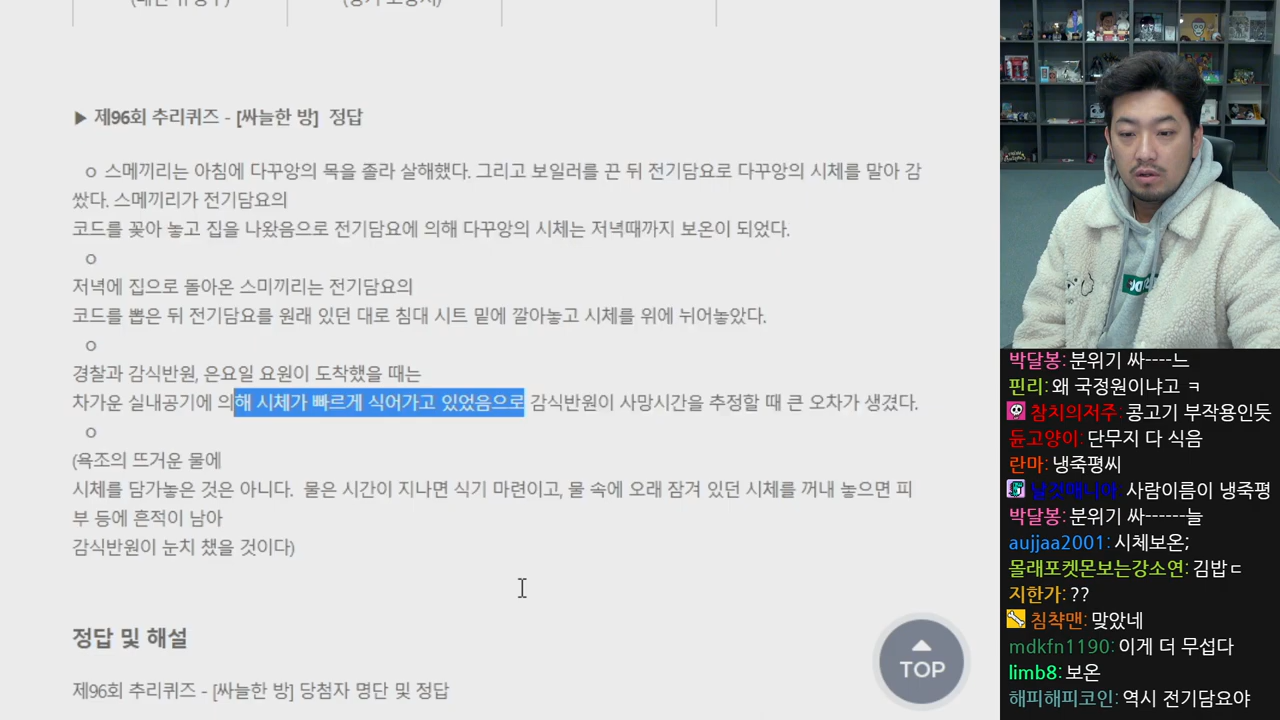 ▶ 제96회 추리퀴즈 - [싸늘한 방]  정답
ㅇ 스메끼리는 아침에 다꾸앙의 목을 졸라 살해했다. 그리고 보일러를 끈 뒤 전기담요로 다꾸앙의 시체를 말아 감
쌌다. 스메끼리가 전기담요의
코드를 꽂아 놓고 집을 나왔음으로 전기담요에 의해 다꾸앙의 시체는 저녁때까지 보온이 되었다.
ㅇ
저녁에 집으로 돌아온 스미끼리는 전기담요의
코드를 뽑은 뒤 전기담요를 원래 있던 대로 침대 시트 밑에 깔아놓고 시체를 위에 뉘어놓았다.
ㅇ
경찰과 감식반원, 은요일 요원이 도착했을 때는
차가운 실내공기에 의해 시체가 빠르게 식어가고 있었음으로 감식반원이 사망시간을 추정할 때 큰 오차가 생겼다.
ㅇ
(욕조의 뜨거운 물에
시체를 담가놓은 것은 아니다.  물은 시간이 지나면 식기 마련이고, 물 속에 오래 잠겨 있던 시체를 꺼내 놓으면 피
부 등에 흔적이 남아
감식반원이 눈치 챘을 것이다)
정답 및 해설
제96회 추리퀴즈 - [싸늘한 방] 당첨자 명단 및 정답
TOP
박달봉: 분위기 싸----느
핀리: 왜 국정원이냐고 ㅋ
참치의저주: 콩고기 부작용인듯
듄고양이: 단무지 다 식음
란마: 냉죽평씨
날것애니아: 사람이름이 냉죽평
박달봉: 분위기 싸------늘
aujjaa2001: 시체보온;
몰래포켓몬보는강소연: 김밥ㄷ
지한가: ??
침착맨: 맞았네
mdkfn1190: 이게 더 무섭다
limb8: 보온
해피해피코인: 역시 전기담요야